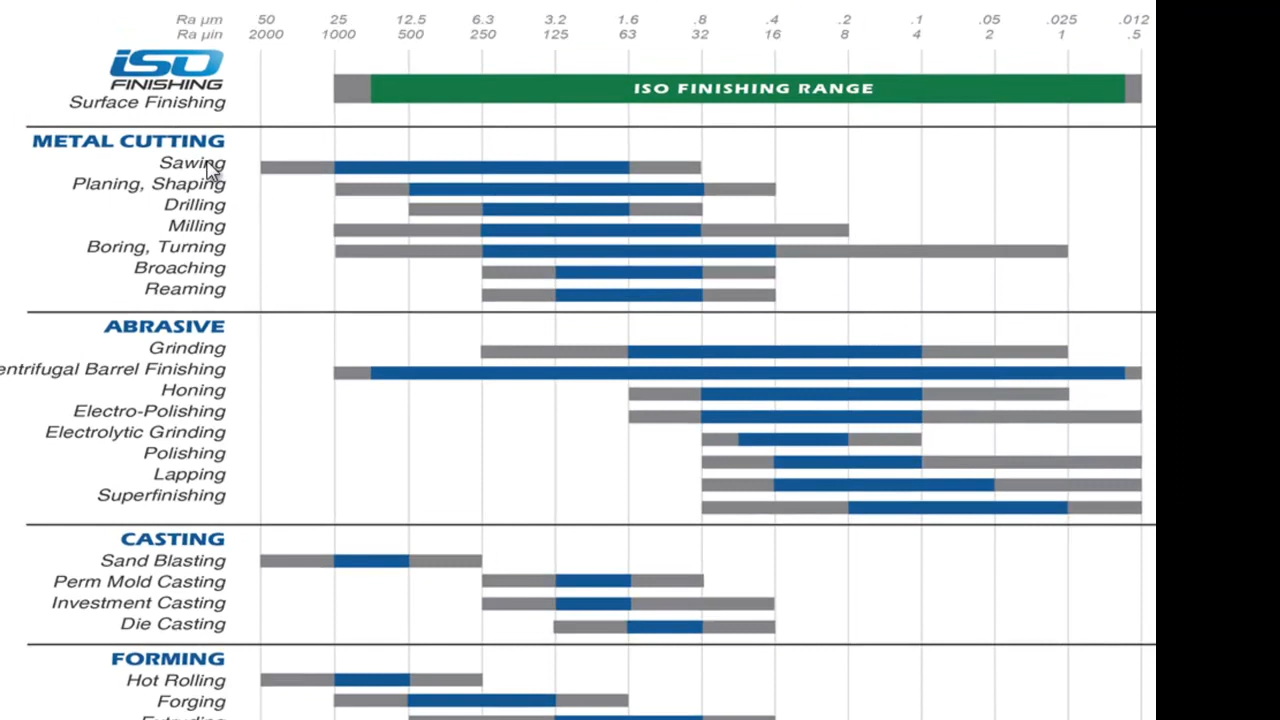 Ra µm 50 25 12.5 6.3 3.2 1.6 .8 .4 .2 .1 .05 .025 .012
Ra µin 2000 1000 500 250 125 63 32 16 8 4 2 1 .5
iso
FINISHING
Surface Finishing
ISO FINISHING RANGE
METAL CUTTING
Sawing
Planing, Shaping
Drilling
Milling
Boring, Turning
Broaching
Reaming
ABRASIVE
Grinding
entrifugal Barrel Finishing
Honing
Electro-Polishing
Electrolytic Grinding
Polishing
Lapping
Superfinishing
CASTING
Sand Blasting
Perm Mold Casting
Investment Casting
Die Casting
FORMING
Hot Rolling
Forging